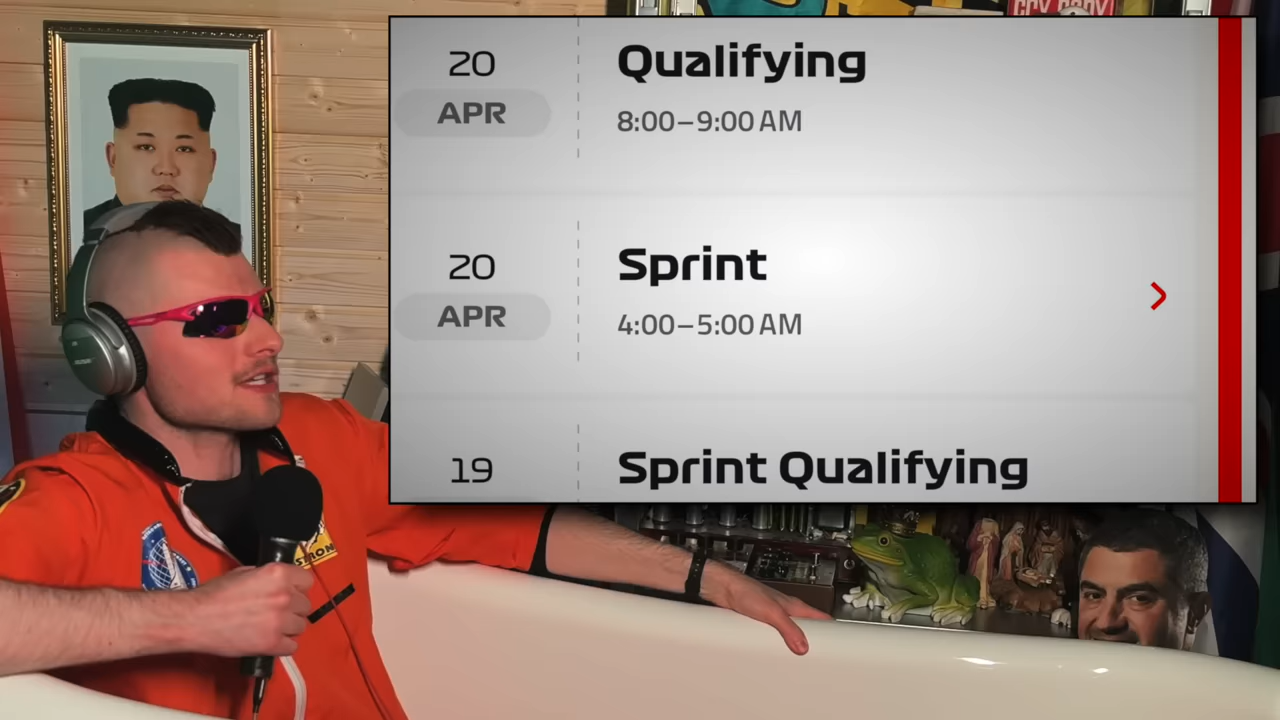 20
APR
Qualifying
8:00–9:00 AM
20
APR
Sprint
4:00–5:00 AM
19
Sprint Qualifying